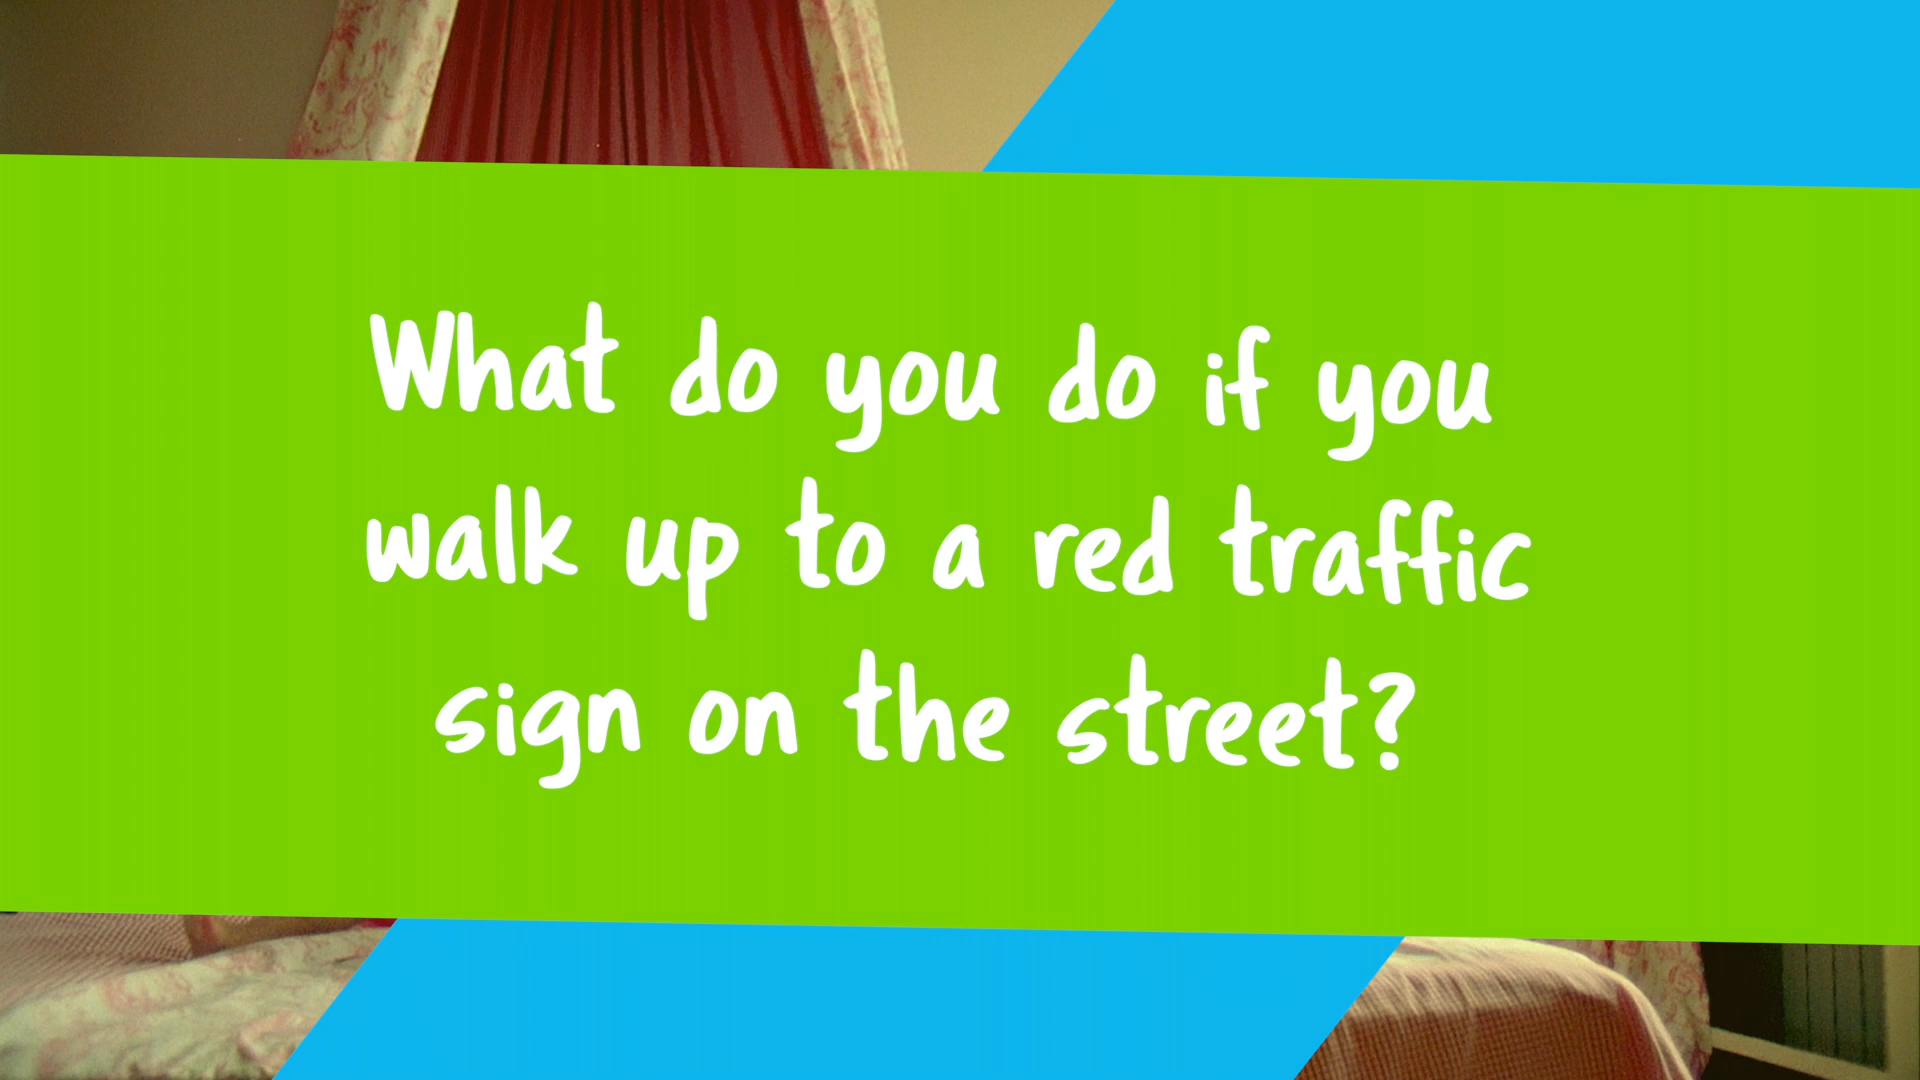 What do you do if you
walk up to a red traffic
sign on the street?